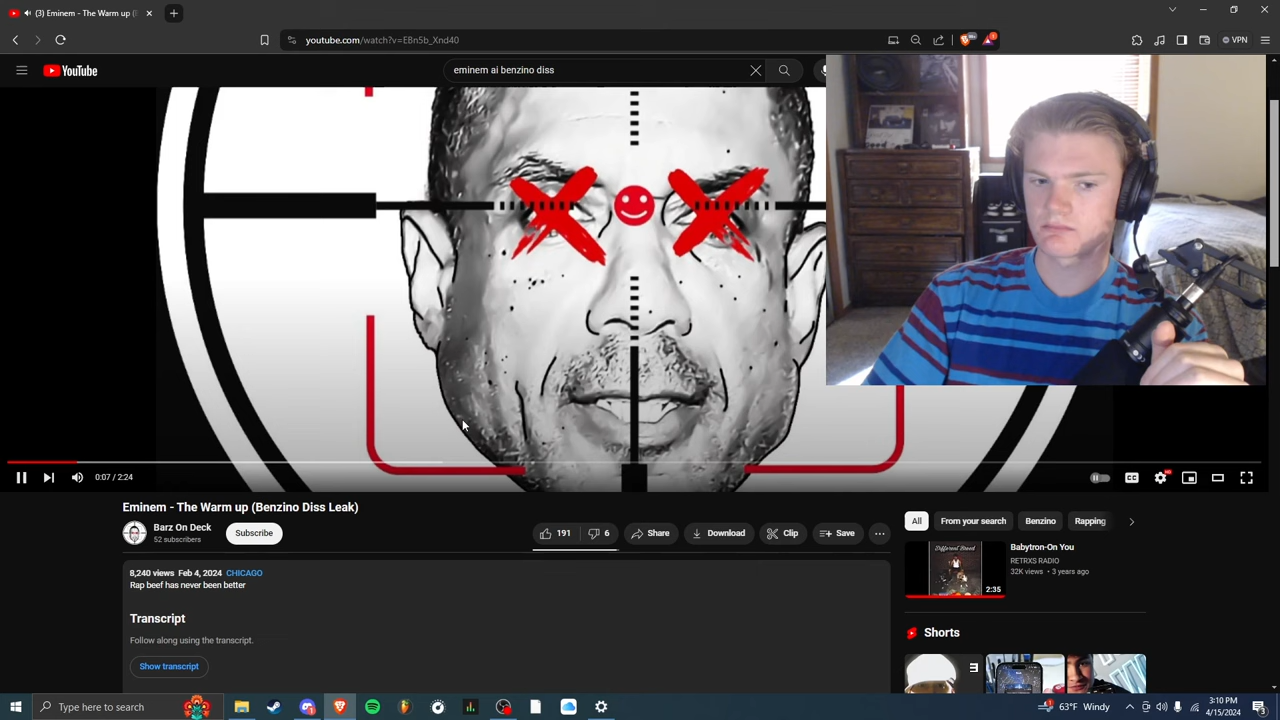 (3) Eminem - The Warm up (
youtube.com/watch?v=EBn5b_Xnd40
VPN
YouTube
eminem ai benzino diss
0:07 / 2:24
CC
Eminem - The Warm up (Benzino Diss Leak)
Barz On Deck
52 subscribers
Subscribe
191
6
Share
Download
Clip
Save
8,240 views Feb 4, 2024 CHICAGO
Rap beef has never been better
Transcript
Follow along using the transcript.
Show transcript
All
From your search
Benzino
Rapping
Different Breed
2:35
Babytron-On You
RETRXS RADIO
32K views • 3 years ago
Shorts
Type here to search
63°F Windy
3:10 PM
4/15/2024